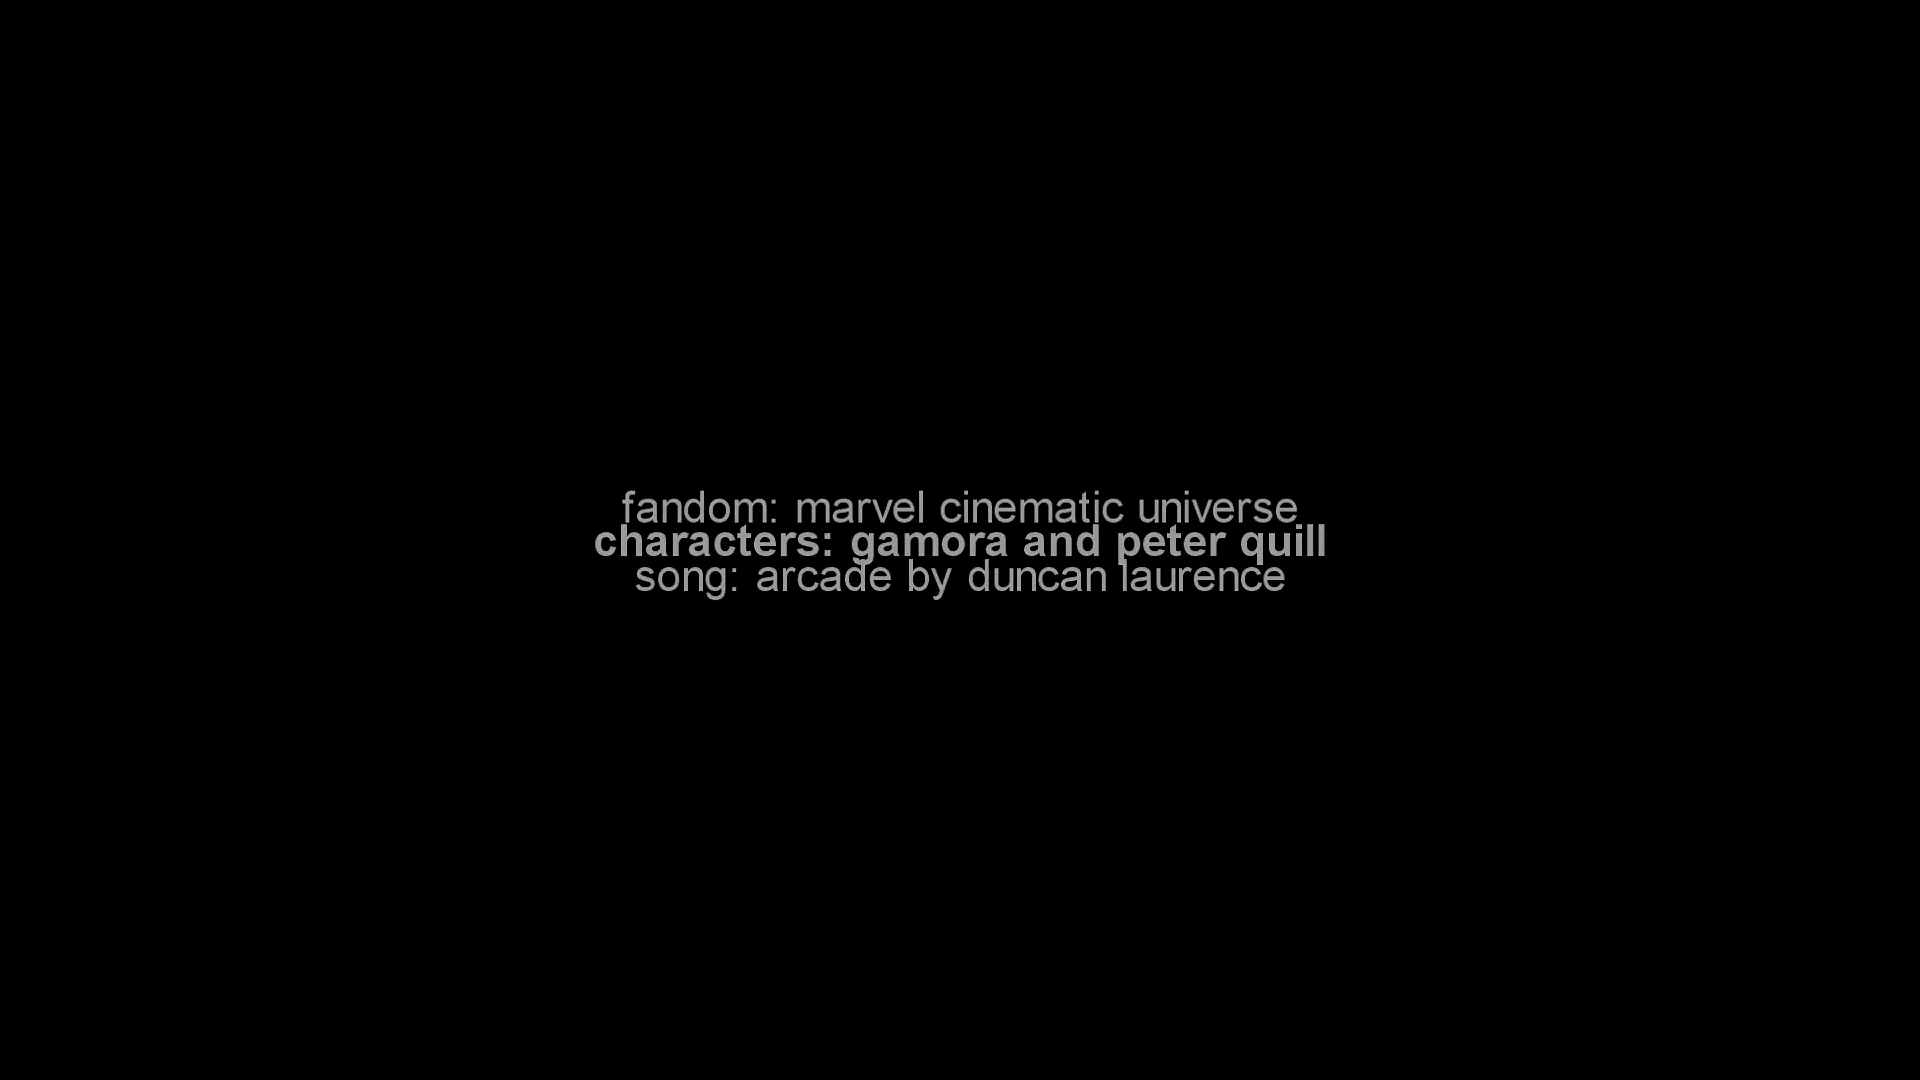 fandom: marvel cinematic universe
characters: gamora and peter quill
song: arcade by duncan laurence